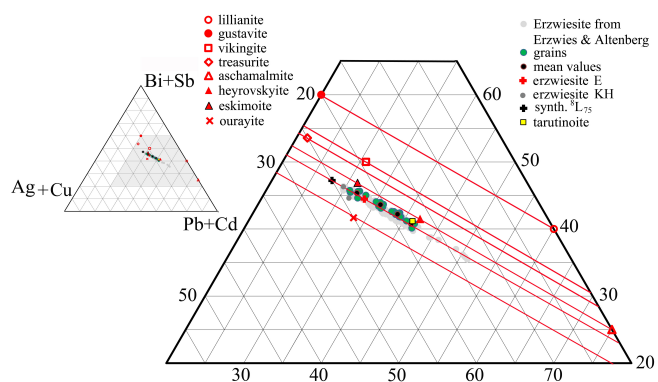 lillianite
gustavite
vikingite
treasurite
aschamalmite
heyrovskyite
eskimoite
ourayite
Erzwiesite from
Erzwies & Altenberg
grains
mean values
erzwiesite E
erzwiesite KH
synth. ⁸L₇₅
tarutinoite
Bi+Sb
Ag+Cu
Pb+Cd
20
30
50
50
40
30
20
30
40
50
60
70